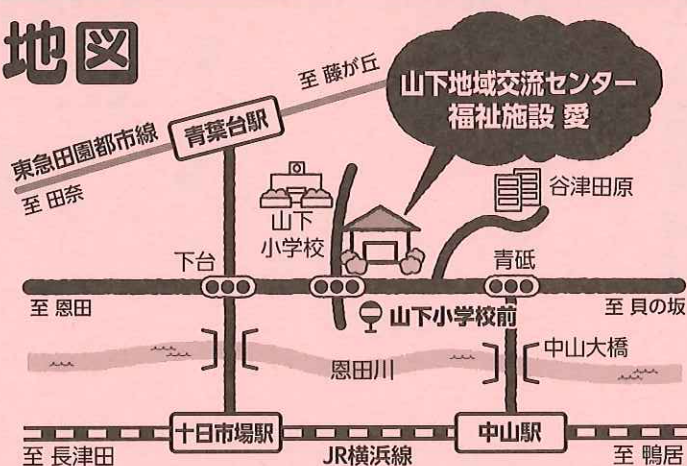 地図
至 藤が丘
山下地域交流センター
福祉施設 愛
青葉台駅
東急田園都市線
至 田奈
谷津田原
山下
小学校
下台
青砥
至 恩田
山下小学校前
至 貝の坂
中山大橋
恩田川
十日市場駅
中山駅
至 長津田
JR横浜線
至 鴨居